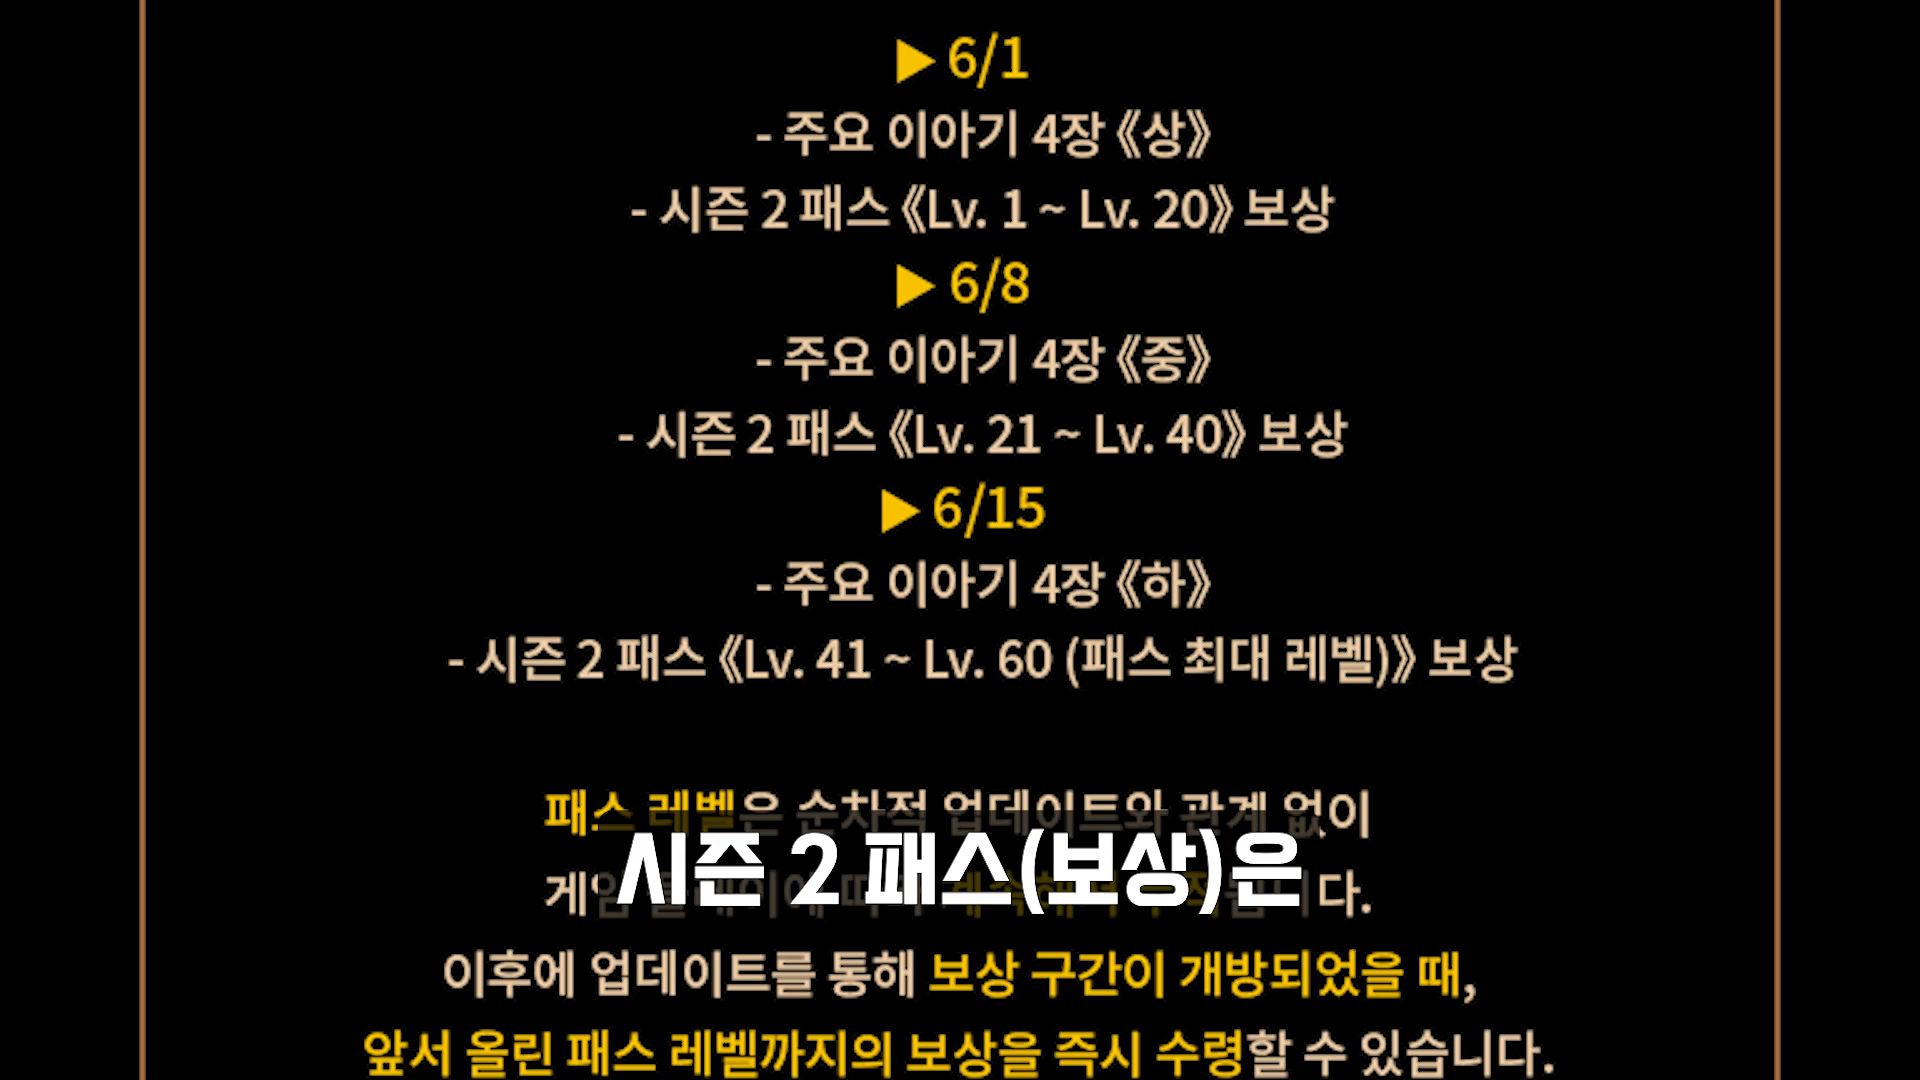 ▶ 6/1
- 주요 이야기 4장 《상》
- 시즌 2 패스 《Lv. 1 ~ Lv. 20》 보상
▶ 6/8
- 주요 이야기 4장 《중》
- 시즌 2 패스 《Lv. 21 ~ Lv. 40》 보상
▶ 6/15
- 주요 이야기 4장 《하》
- 시즌 2 패스 《Lv. 41 ~ Lv. 60 (패스 최대 레벨)》 보상
패스 레벨은 순차적 업데이트와 관계 없이
시즌 2 패스(보상)은
이후에 업데이트를 통해 보상 구간이 개방되었을 때,
앞서 올린 패스 레벨까지의 보상을 즉시 수령할 수 있습니다.